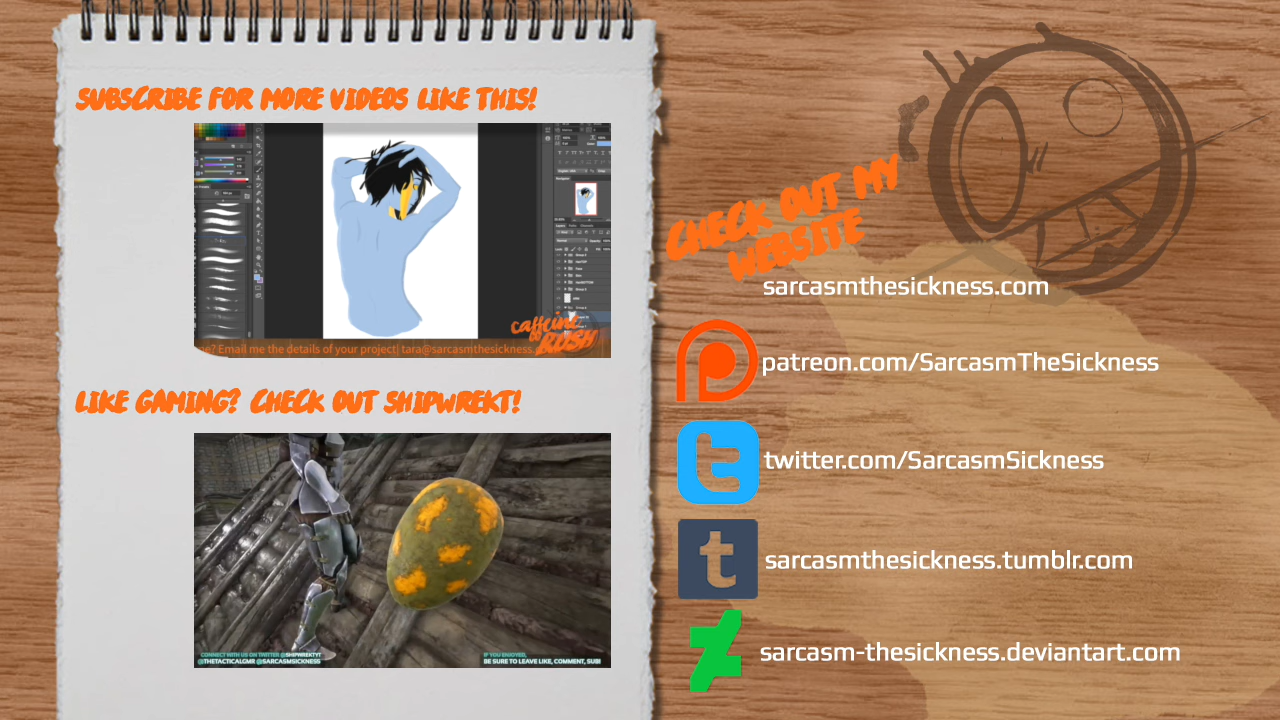 SUBSCRIBE FOR MORE VIDEOS LIKE THIS!
caffeine
RUSH
? Email me the details of your project! tara@sarcasmthesickness.
LIKE GAMING? CHECK OUT SHIPWREKT!
CONNECT WITH US ON TWITTER @SHIPWREKTYT
@THETACTICALGMR @SARCASMSICKNESS
IF YOU ENJOYED,
BE SURE TO LEAVE LIKE, COMMENT, SUB!
CHECK OUT MY
WEBSITE
sarcasmthesickness.com
patreon.com/SarcasmTheSickness
twitter.com/SarcasmSickness
sarcasmthesickness.tumblr.com
sarcasm-thesickness.deviantart.com